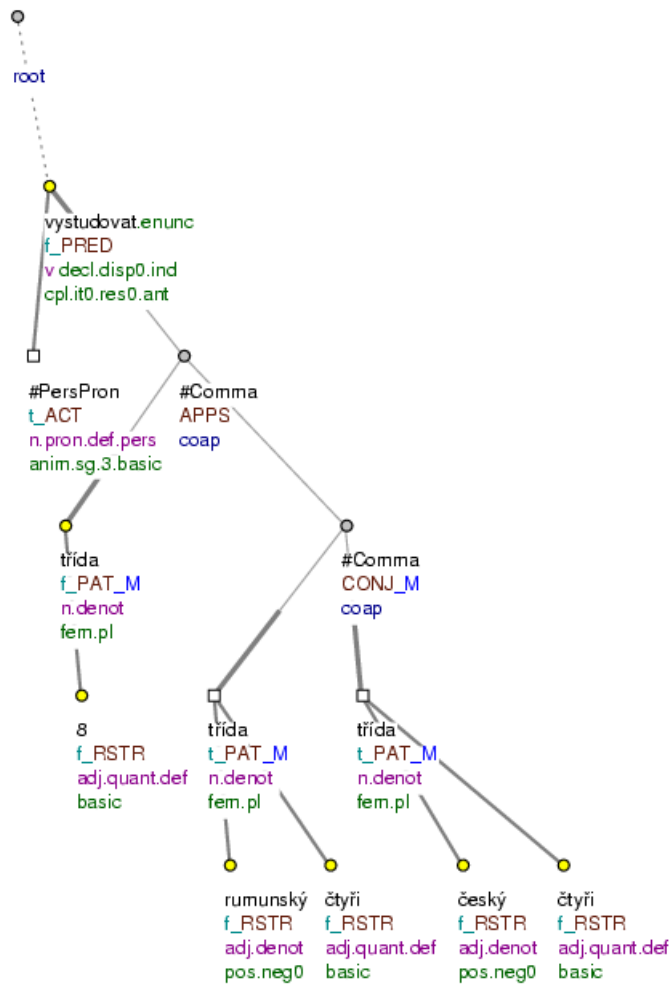 root
vystudovat.enunc
f_PRED
v decl.disp0.ind
cpl.it0.res0.ant
#PersPron
t_ACT
n.pron.def.pers
anim.sg.3.basic
#Comma
APPS
coap
třída
f_PAT_M
n.denot
fem.pl
#Comma
CONJ_M
coap
8
f_RSTR
adj.quant.def
basic
třída
t_PAT_M
n.denot
fem.pl
třída
t_PAT_M
n.denot
fem.pl
rumunský
f_RSTR
adj.denot
pos.neg0
čtyři
f_RSTR
adj.quant.def
basic
český
f_RSTR
adj.denot
pos.neg0
čtyři
f_RSTR
adj.quant.def
basic